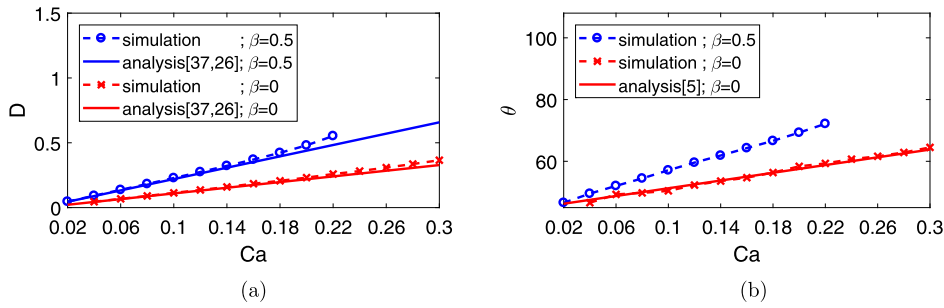 1.5
1
0.5
0
D
simulation ; β=0.5
analysis[37,26]; β=0.5
simulation ; β=0
analysis[37,26]; β=0
0.02 0.06 0.1 0.14 0.18 0.22 0.26 0.3
Ca
(a)
100
80
60
θ
simulation ; β=0.5
simulation ; β=0
analysis[5]; β=0
0.02 0.06 0.1 0.14 0.18 0.22 0.26 0.3
Ca
(b)